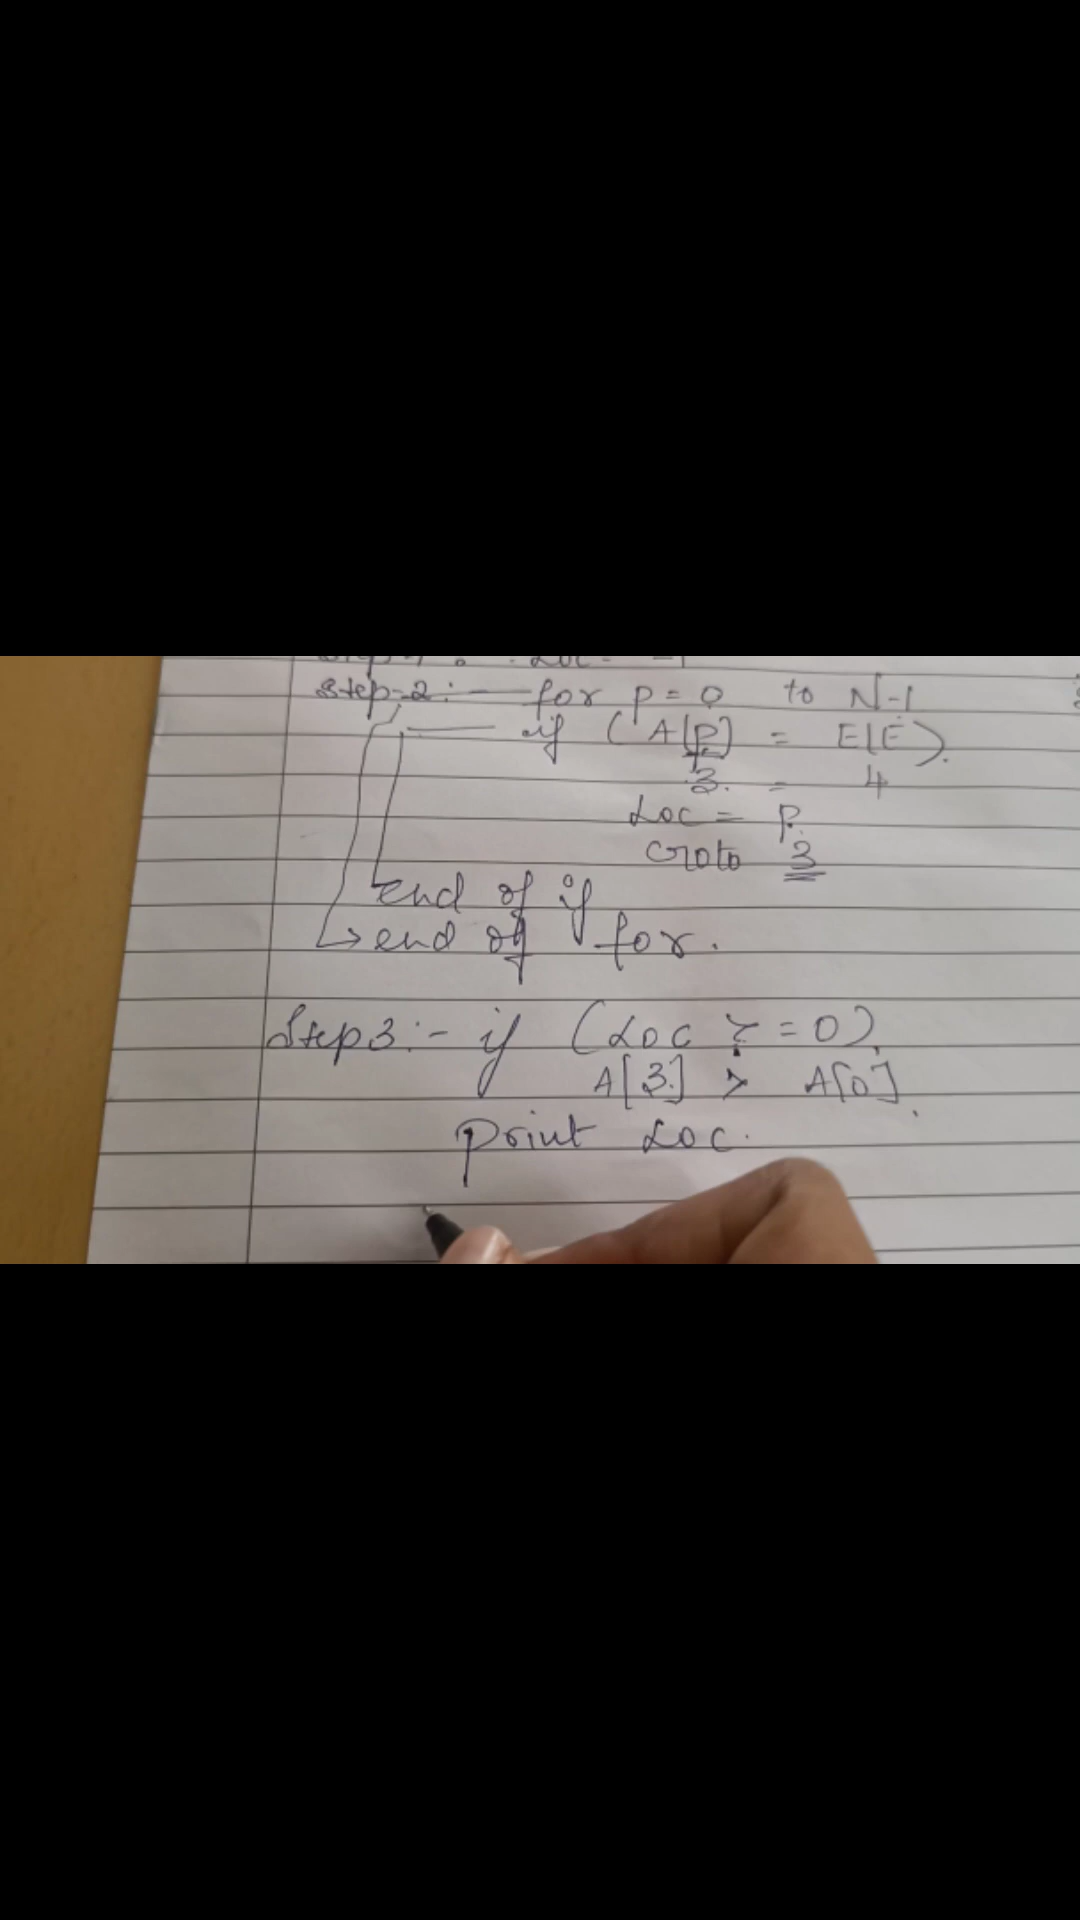 Step-2:- for P = 0 to N-1
if (A[P] = ELE).
3. = 4
Loc = P.
Goto 3
end of if
end of for.
Step3:- if (LOC > = 0).
A[3] > A[0].
Print LOC.